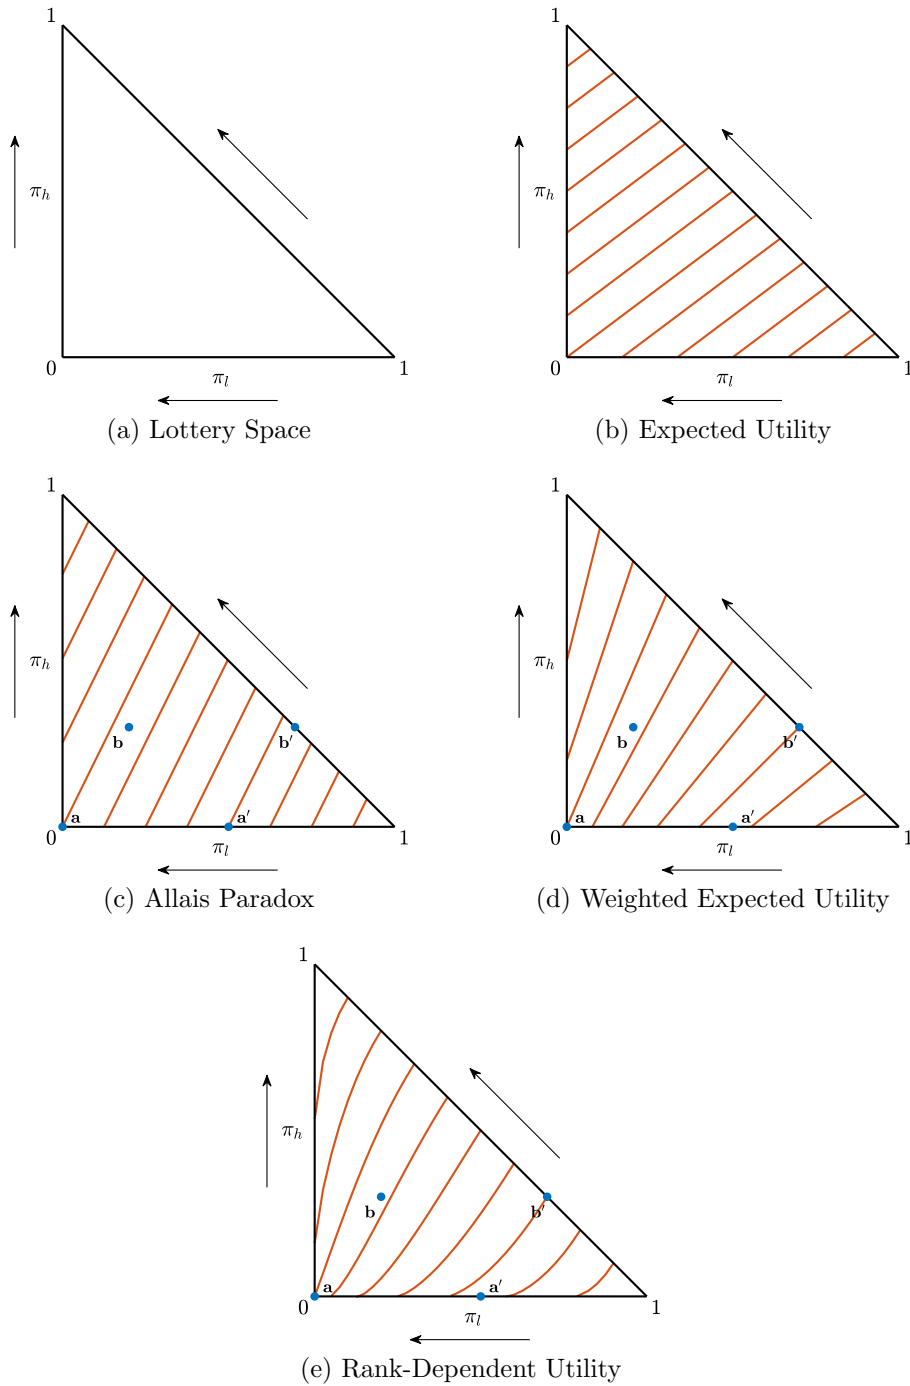 1
π_h
0
π_l
1
(a) Lottery Space
1
π_h
0
π_l
1
(b) Expected Utility
1
π_h
b
b′
a
a′
0
π_l
1
(c) Allais Paradox
1
π_h
b
b′
a
a′
0
π_l
1
(d) Weighted Expected Utility
1
π_h
b
b′
a
a′
0
π_l
1
(e) Rank-Dependent Utility